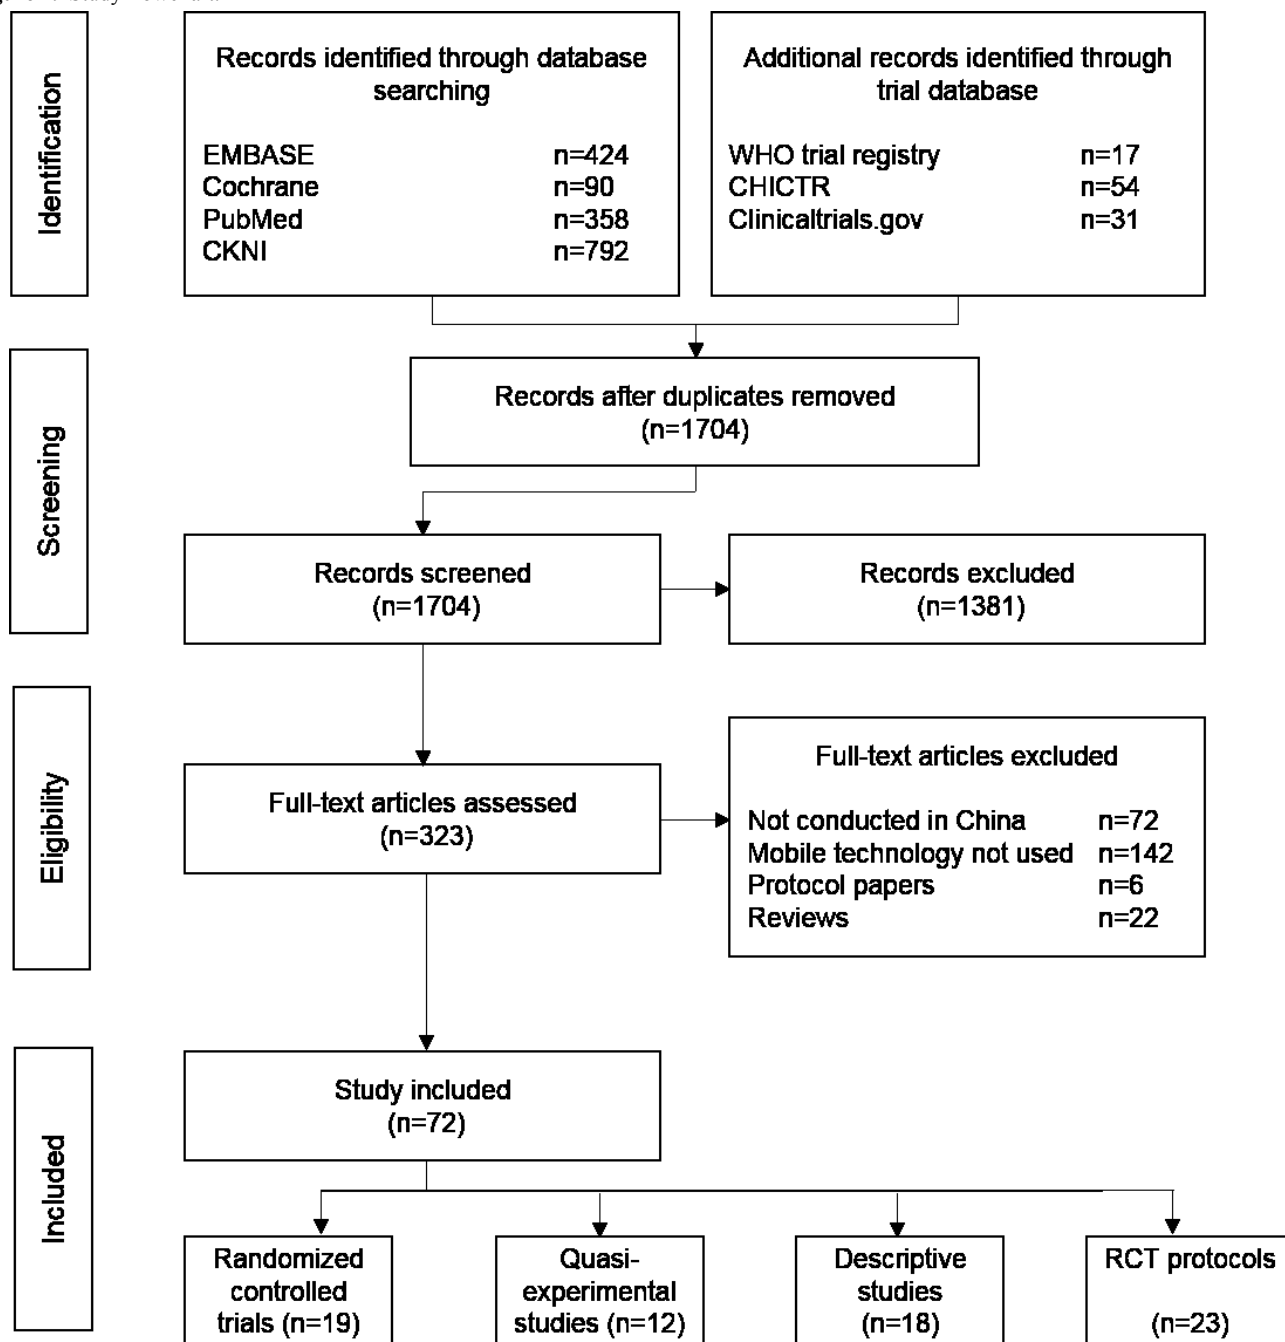 Identification
Records identified through database
searching
EMBASE n=424
Cochrane n=90
PubMed n=358
CKNI n=792
Additional records identified through
trial database
WHO trial registry n=17
CHICTR n=54
Clinicaltrials.gov n=31
Screening
Records after duplicates removed
(n=1704)
Records screened
(n=1704)
Records excluded
(n=1381)
Eligibility
Full-text articles assessed
(n=323)
Full-text articles excluded
Not conducted in China n=72
Mobile technology not used n=142
Protocol papers n=6
Reviews n=22
Included
Study included
(n=72)
Randomized
controlled
trials (n=19)
Quasi-
experimental
studies (n=12)
Descriptive
studies
(n=18)
RCT protocols
(n=23)